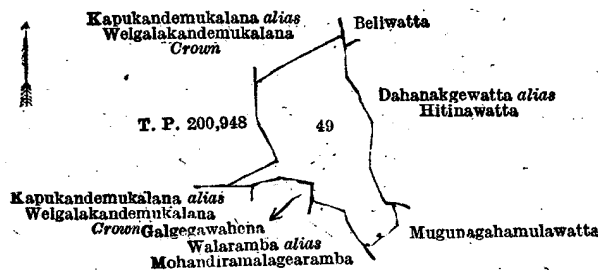 Kapukandemukalana alias
Welgalakandemukalana
Crown
Beliwatta
Dahanakgewatta alias
Hitinawatta
T. P. 200,948
49
Kapukandemukalana alias
Welgalakandemukalana
Crown
Galgegawahena
Walaramba alias
Mohandiramalagearamba
Mugunagahamulawatta